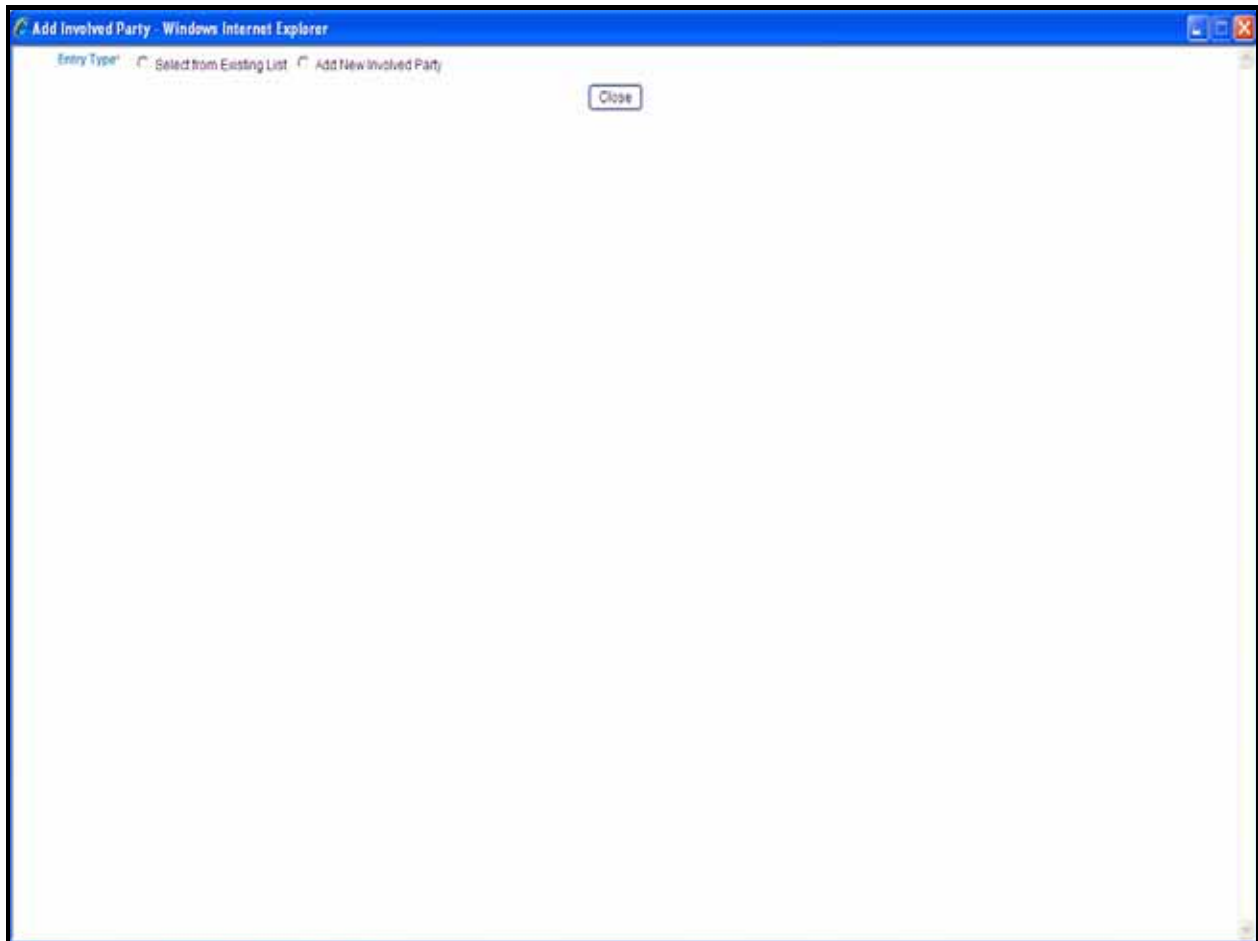 Add Involved Party - Windows Internet Explorer
Entry Type* Select from Existing List Add New Involved Party
Close